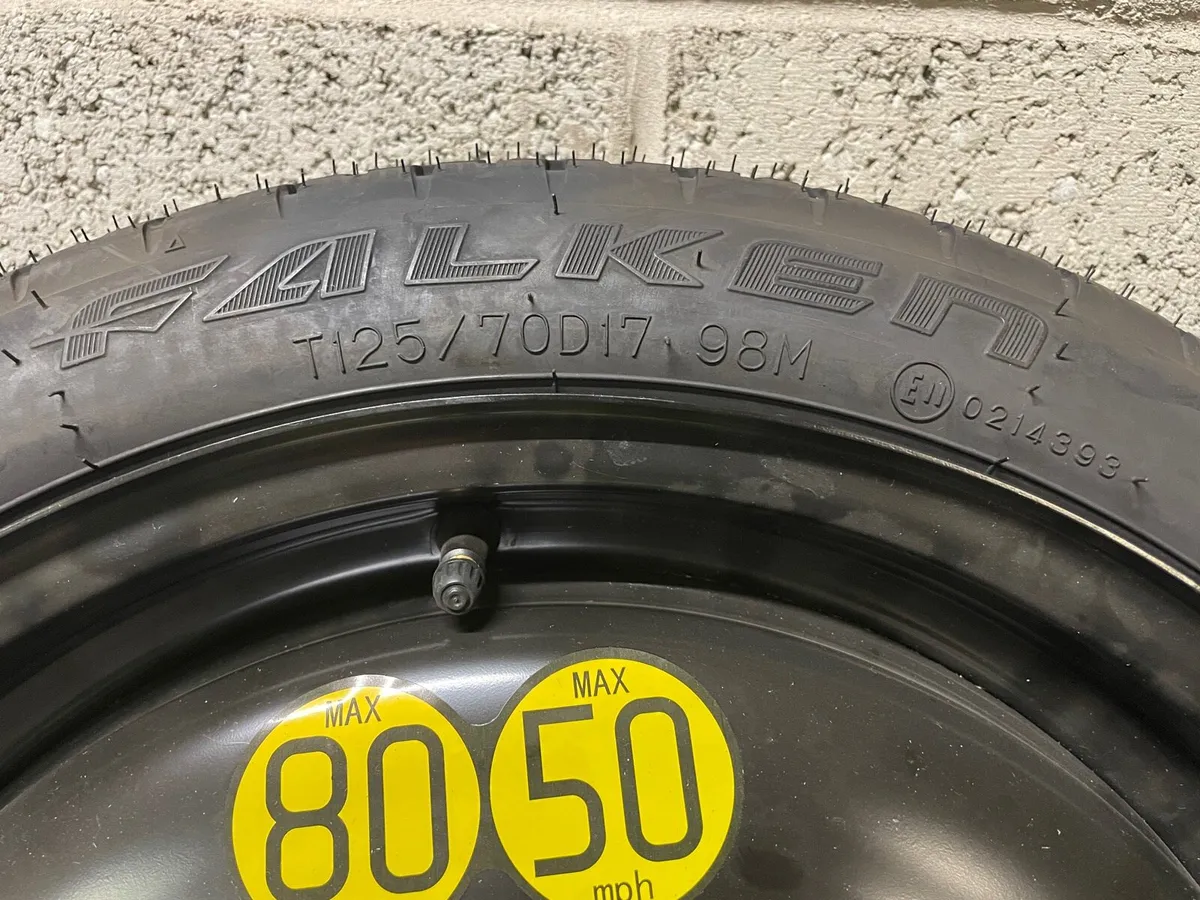 FALKEN
T125/70D17 98M
E11 0214393
MAX
80
MAX
50
mph